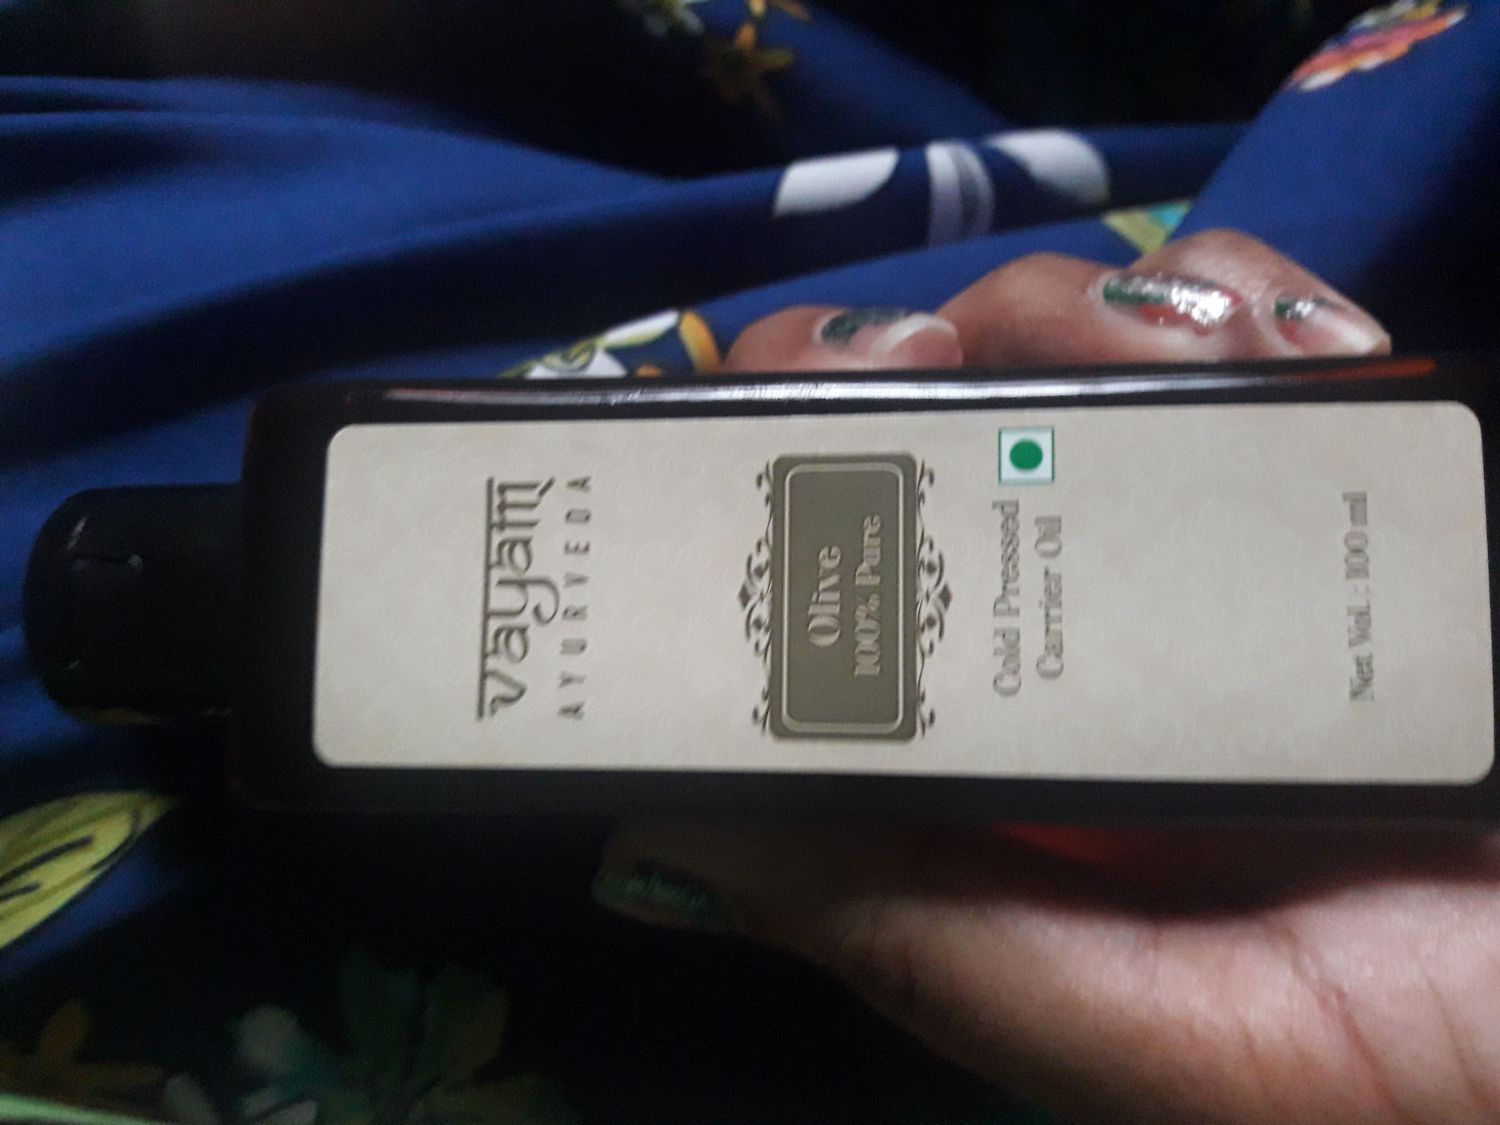 vayam
AYURVEDA
Olive
100% Pure
Cold Pressed
Carrier Oil
Net Vol.: 100 ml